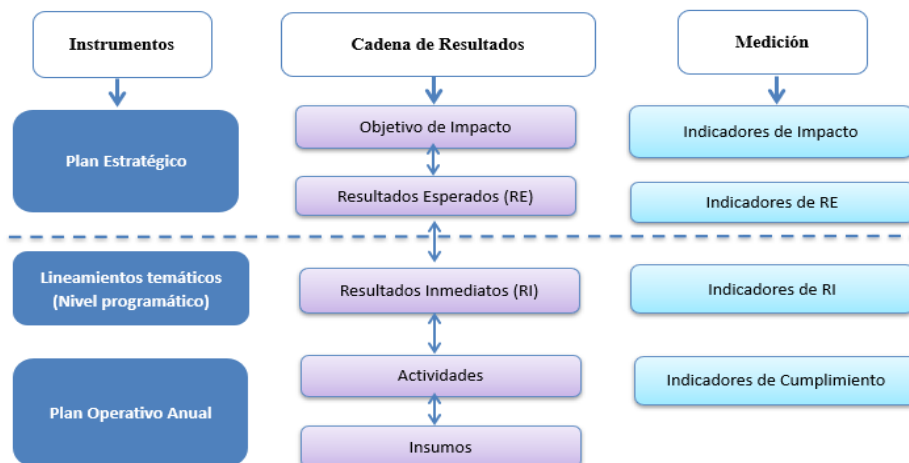 Instrumentos
Cadena de Resultados
Medición
Plan Estratégico
Objetivo de Impacto
Indicadores de Impacto
Resultados Esperados (RE)
Indicadores de RE
Lineamientos temáticos
(Nivel programático)
Resultados Inmediatos (RI)
Indicadores de RI
Plan Operativo Anual
Actividades
Indicadores de Cumplimiento
Insumos